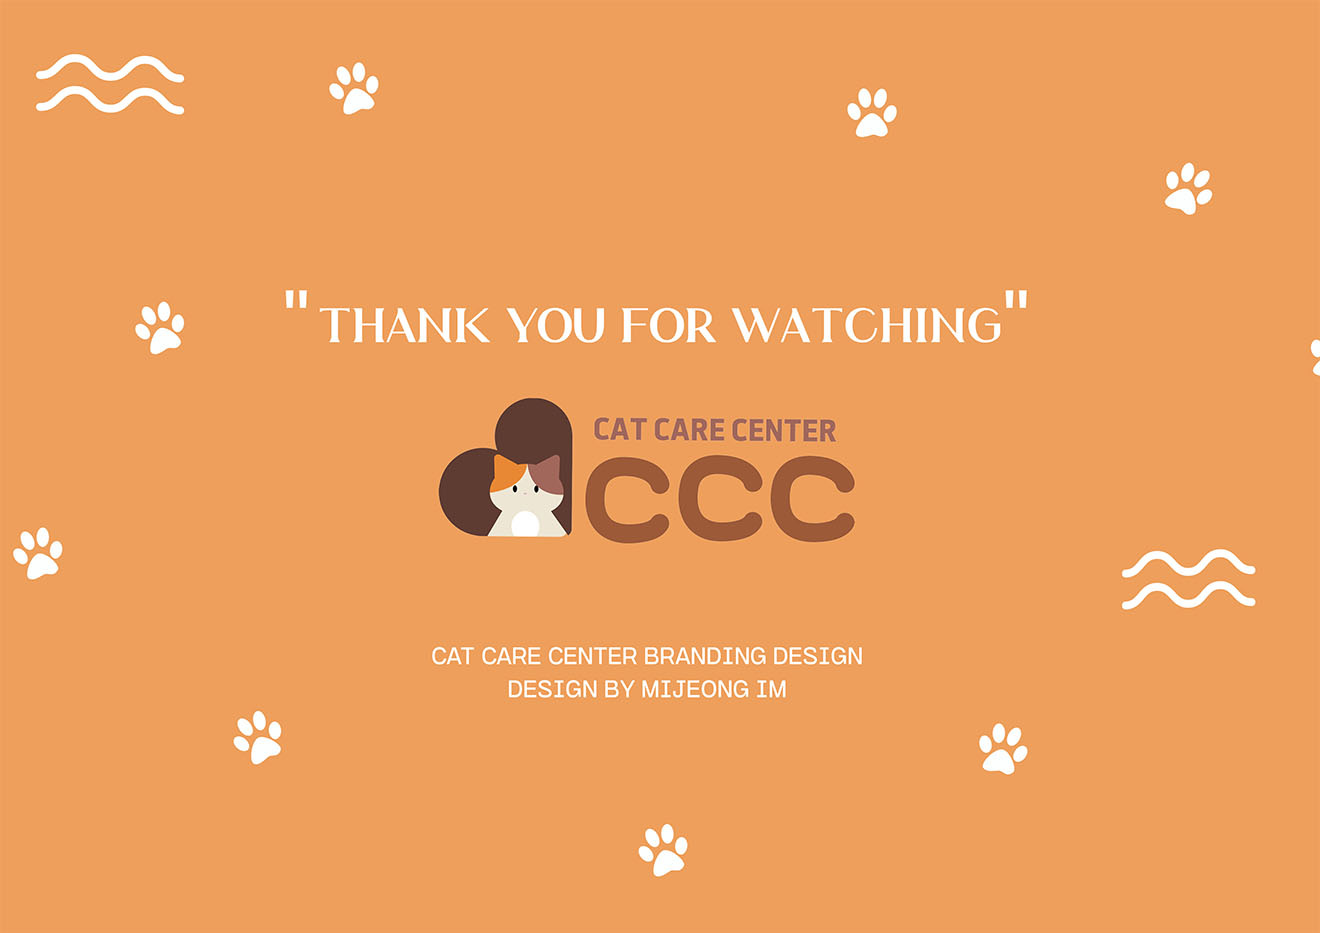 "THANK YOU FOR WATCHING"
CAT CARE CENTER
CCC
CAT CARE CENTER BRANDING DESIGN
DESIGN BY MIJEONG IM